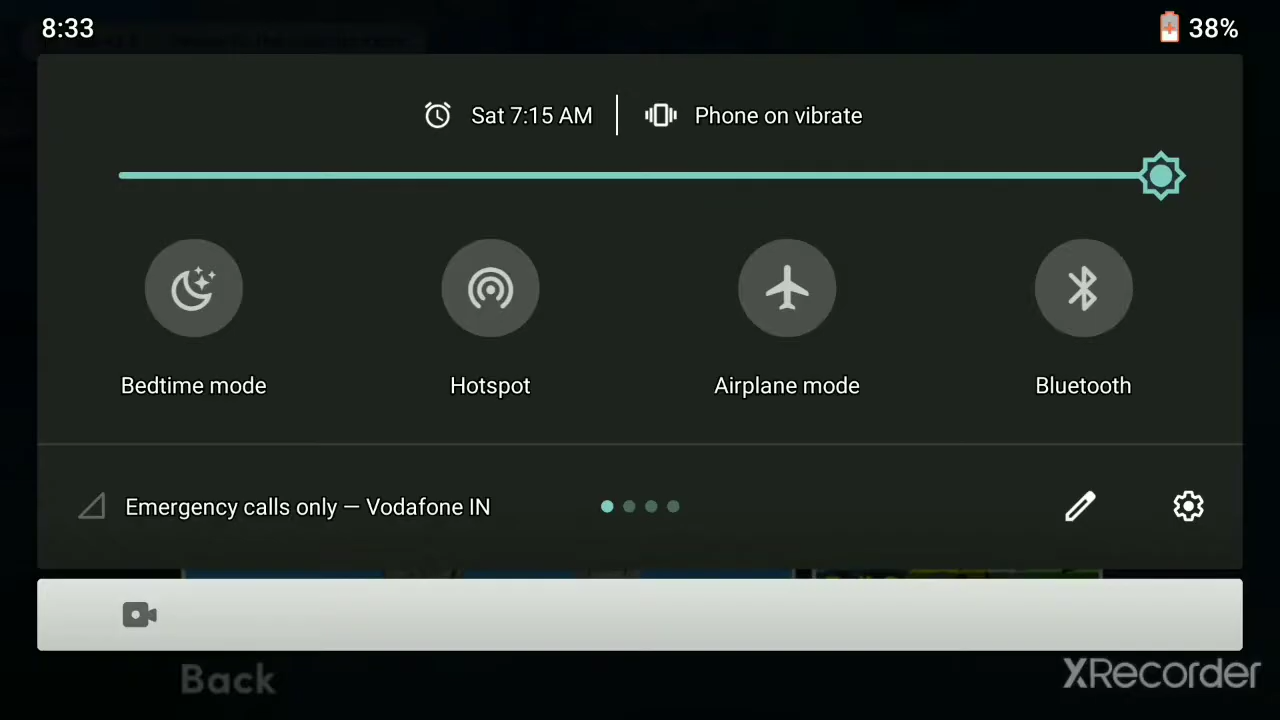 8:33
38%
Sat 7:15 AM
Phone on vibrate
Bedtime mode
Hotspot
Airplane mode
Bluetooth
Emergency calls only — Vodafone IN
Back
XRecorder